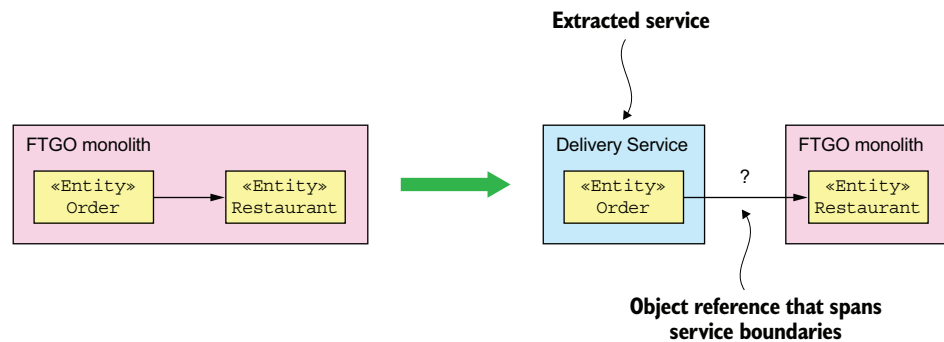 Extracted service
FTGO monolith
«Entity»
Order
«Entity»
Restaurant
Delivery Service
«Entity»
Order
?
FTGO monolith
«Entity»
Restaurant
Object reference that spans
service boundaries